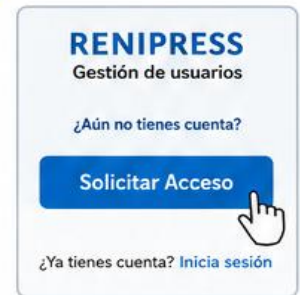 RENIPRESS
Gestión de usuarios
¿Aún no tienes cuenta?
Solicitar Acceso
¿Ya tienes cuenta? Inicia sesión